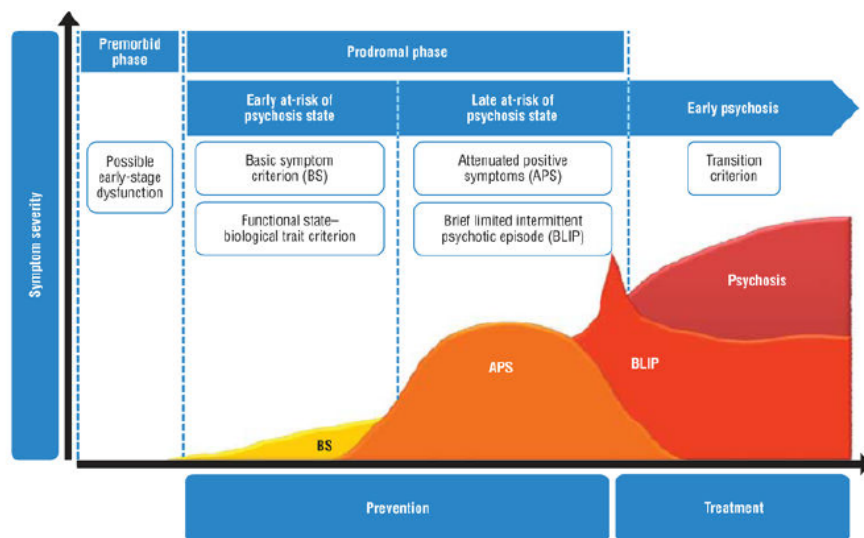 Premorbid
phase
Prodromal phase
Early at-risk of
psychosis state
Late at-risk of
psychosis state
Early psychosis
Possible
early-stage
dysfunction
Basic symptom
criterion (BS)
Attenuated positive
symptoms (APS)
Transition
criterion
Functional state–
biological trait criterion
Brief limited intermittent
psychotic episode (BLIP)
Symptom severity
Psychosis
APS
BLIP
BS
Prevention
Treatment